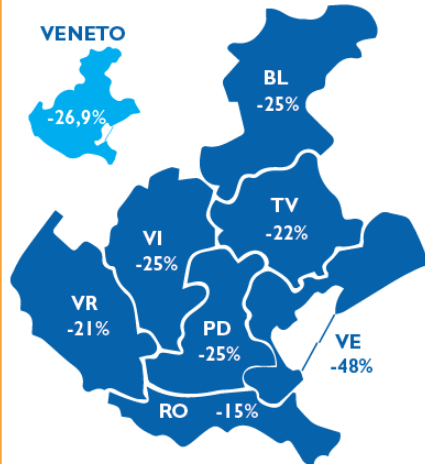 VENETO
-26,9%
BL
-25%
TV
-22%
VI
-25%
VR
-21%
PD
-25%
VE
-48%
RO -15%